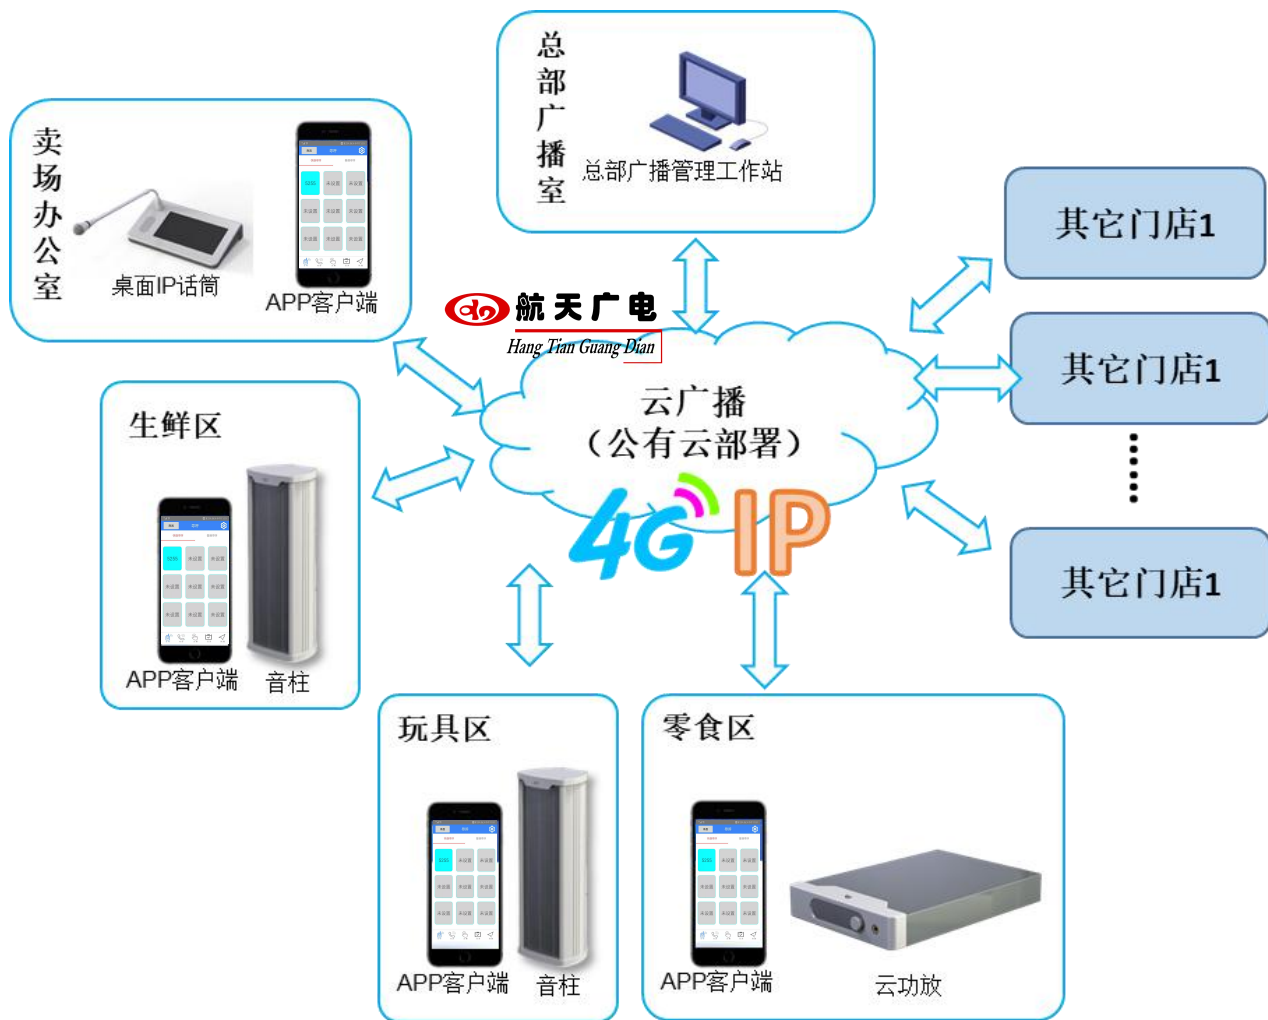 总部广播室
总部广播管理工作站
卖场办公室
桌面IP话筒
APP客户端
航天广电
Hang Tian Guang Dian
云广播
（公有云部署）
4G IP
其它门店1
其它门店1
其它门店1
生鲜区
APP客户端
音柱
玩具区
APP客户端
音柱
零食区
APP客户端
云功放